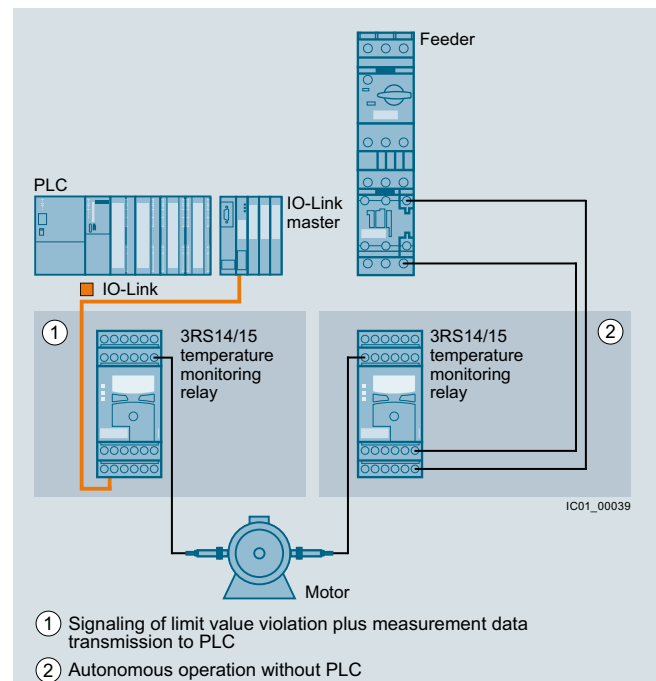 Feeder
PLC
IO-Link
master
IO-Link
1
3RS14/15
temperature
monitoring
relay
3RS14/15
temperature
monitoring
relay
2
IC01_00039
Motor
1 Signaling of limit value violation plus measurement data
transmission to PLC
2 Autonomous operation without PLC